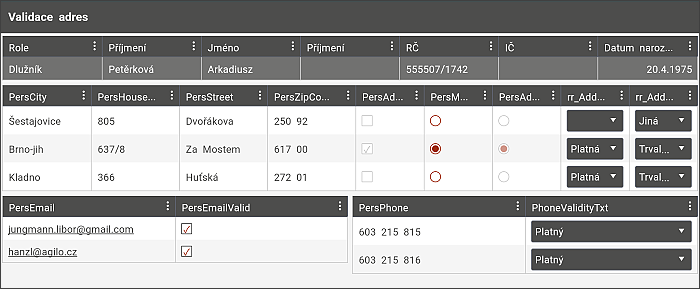 Validace adres
Role Příjmení Jméno Příjmení RČ IČ Datum naroz...
Dlužník Petěrková Arkadiusz 555507/1742 20.4.1975
PersCity PersHouse... PersStreet PersZipCo... PersAd... PersM... PersAd... rr_Add... rr_Add...
Šestajovice 805 Dvořákova 250 92 Jiná
Brno-jih 637/8 Za Mostem 617 00 Platná Trval...
Kladno 366 Huťská 272 01 Platná Trval...
PersEmail PersEmailValid
jungmann.libor@gmail.com
hanzl@agilo.cz
PersPhone PhoneValidityTxt
603 215 815 Platný
603 215 816 Platný